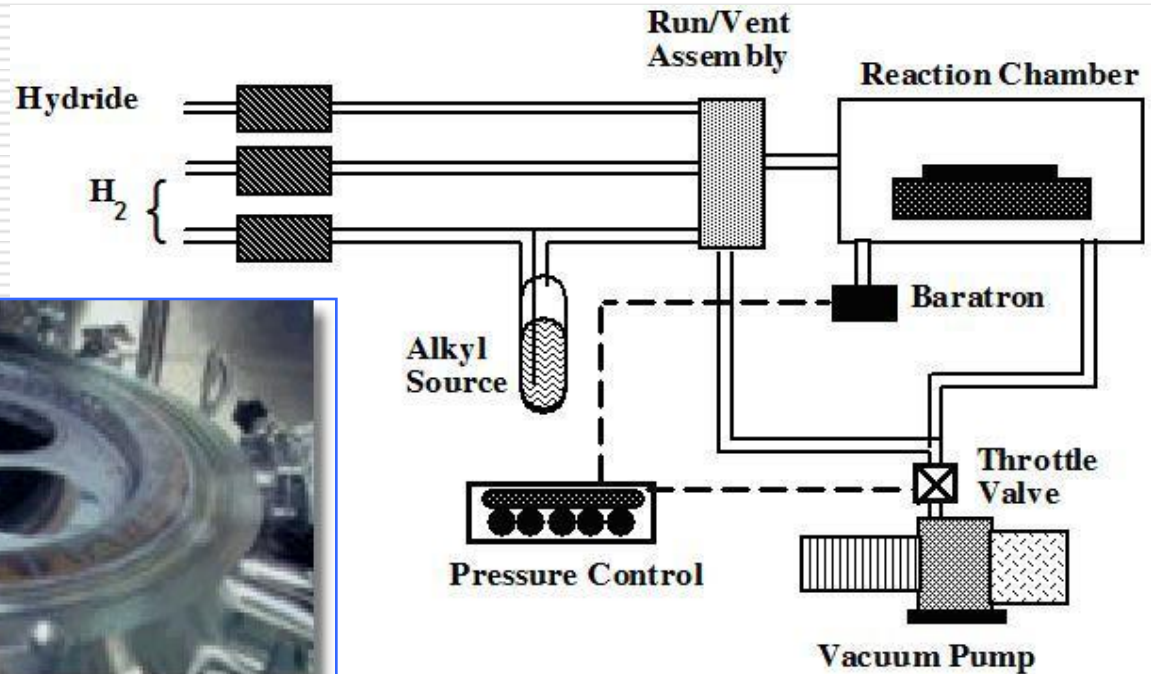 Run/Vent
Assembly
Reaction Chamber
Hydride
H2
Baratron
Alkyl
Source
Throttle
Valve
Pressure Control
Vacuum Pump